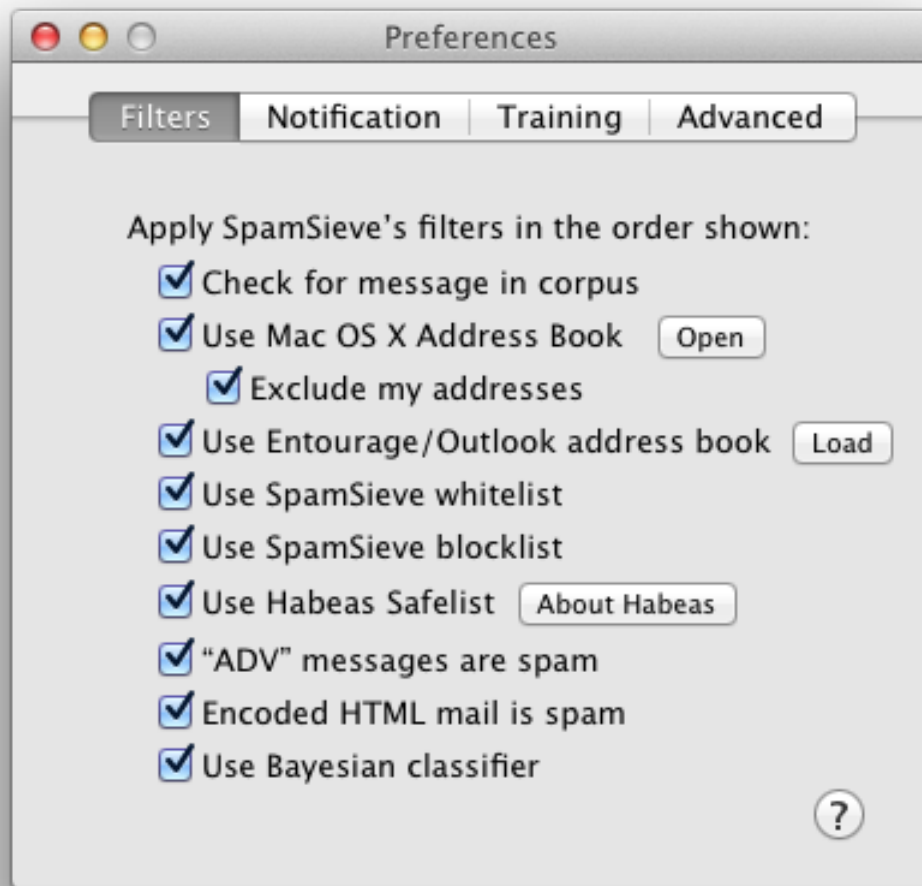 Preferences
Filters Notification Training Advanced
Apply SpamSieve’s filters in the order shown:
Check for message in corpus
Use Mac OS X Address Book Open
Exclude my addresses
Use Entourage/Outlook address book Load
Use SpamSieve whitelist
Use SpamSieve blocklist
Use Habeas Safelist About Habeas
“ADV” messages are spam
Encoded HTML mail is spam
Use Bayesian classifier
?